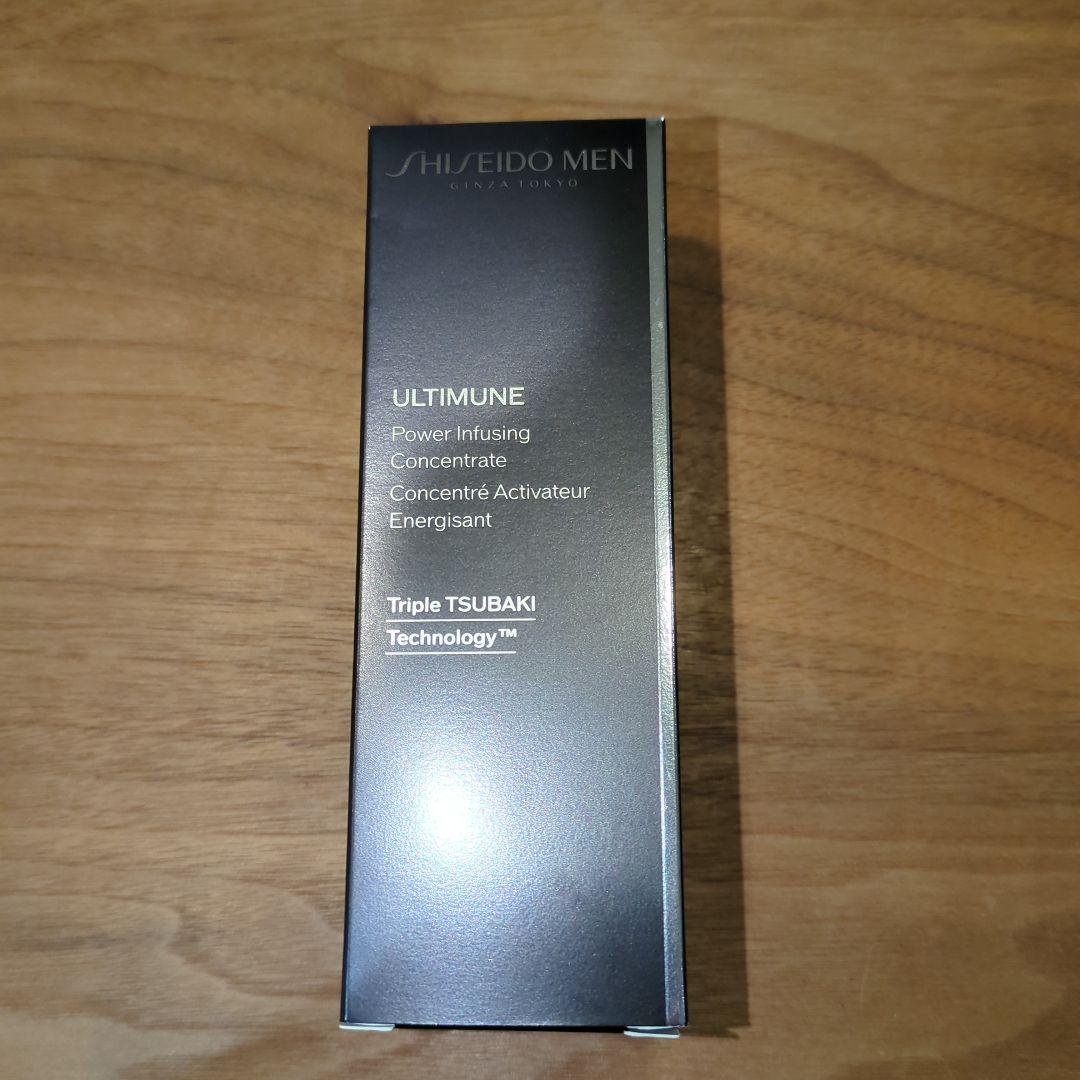 SHISEIDO MEN
GINZA TOKYO
ULTIMUNE
Power Infusing
Concentrate
Concentré Activateur
Energisant
Triple TSUBAKI
Technology™